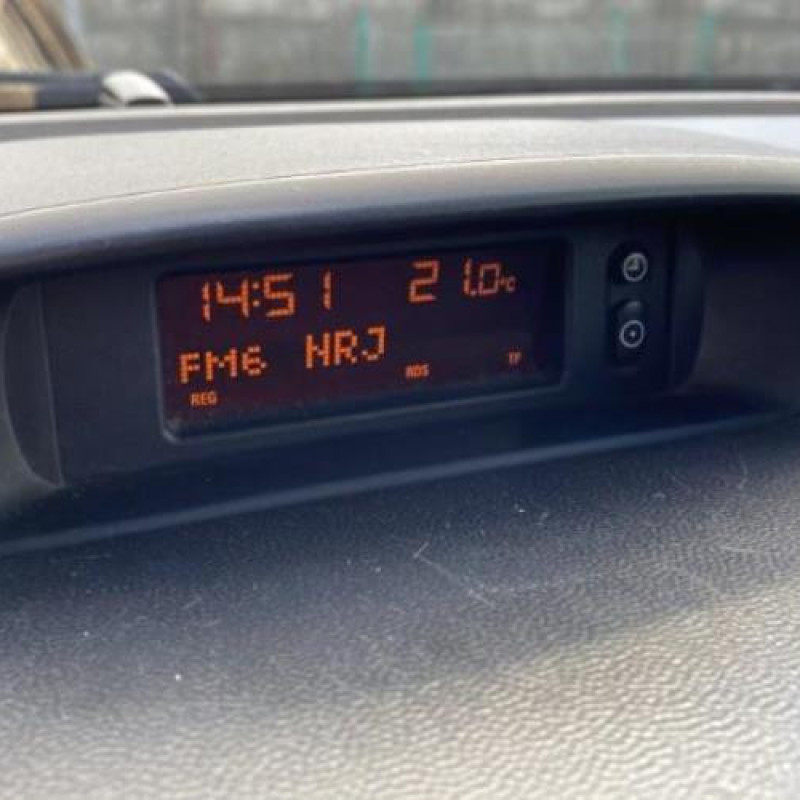 14:51 21.0°C
FM6 NRJ
REG RDS TP